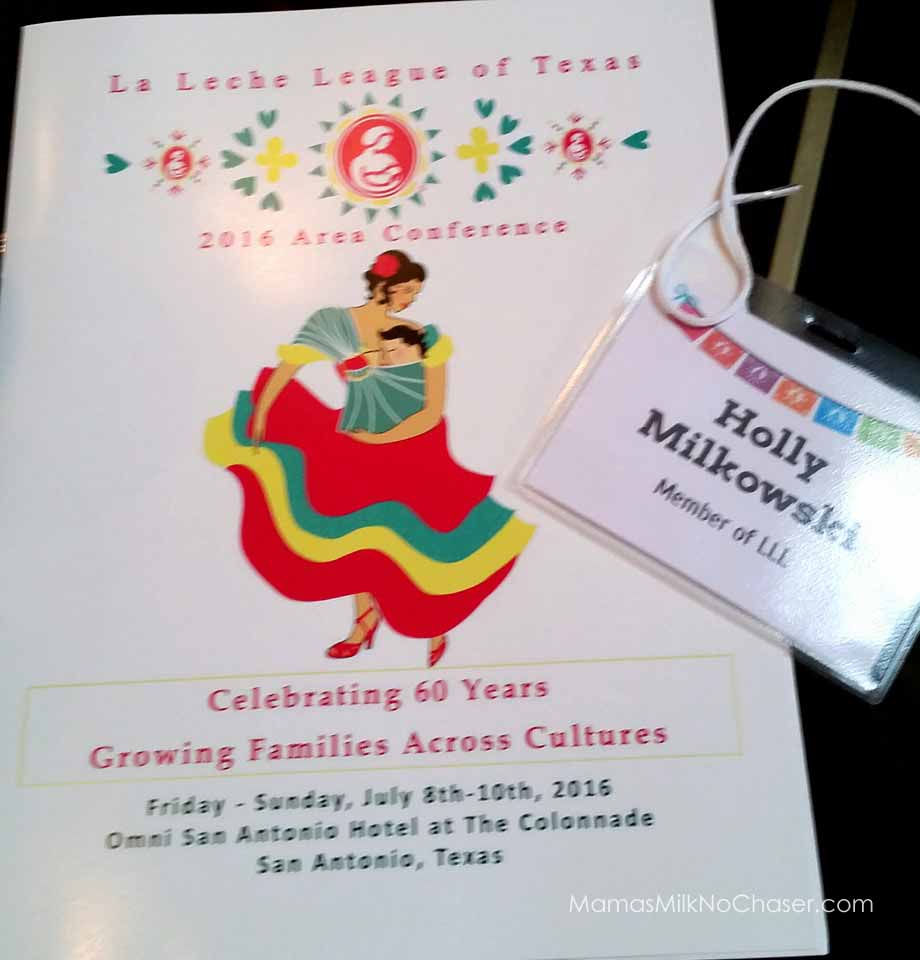 La Leche League of Texas
2016 Area Conference
Celebrating 60 Years
Growing Families Across Cultures
Friday - Sunday, July 8th-10th, 2016
Omni San Antonio Hotel at The Colonnade
San Antonio, Texas
Holly
Milkowski
Member of LLL
MamasMilkNoChaser.com